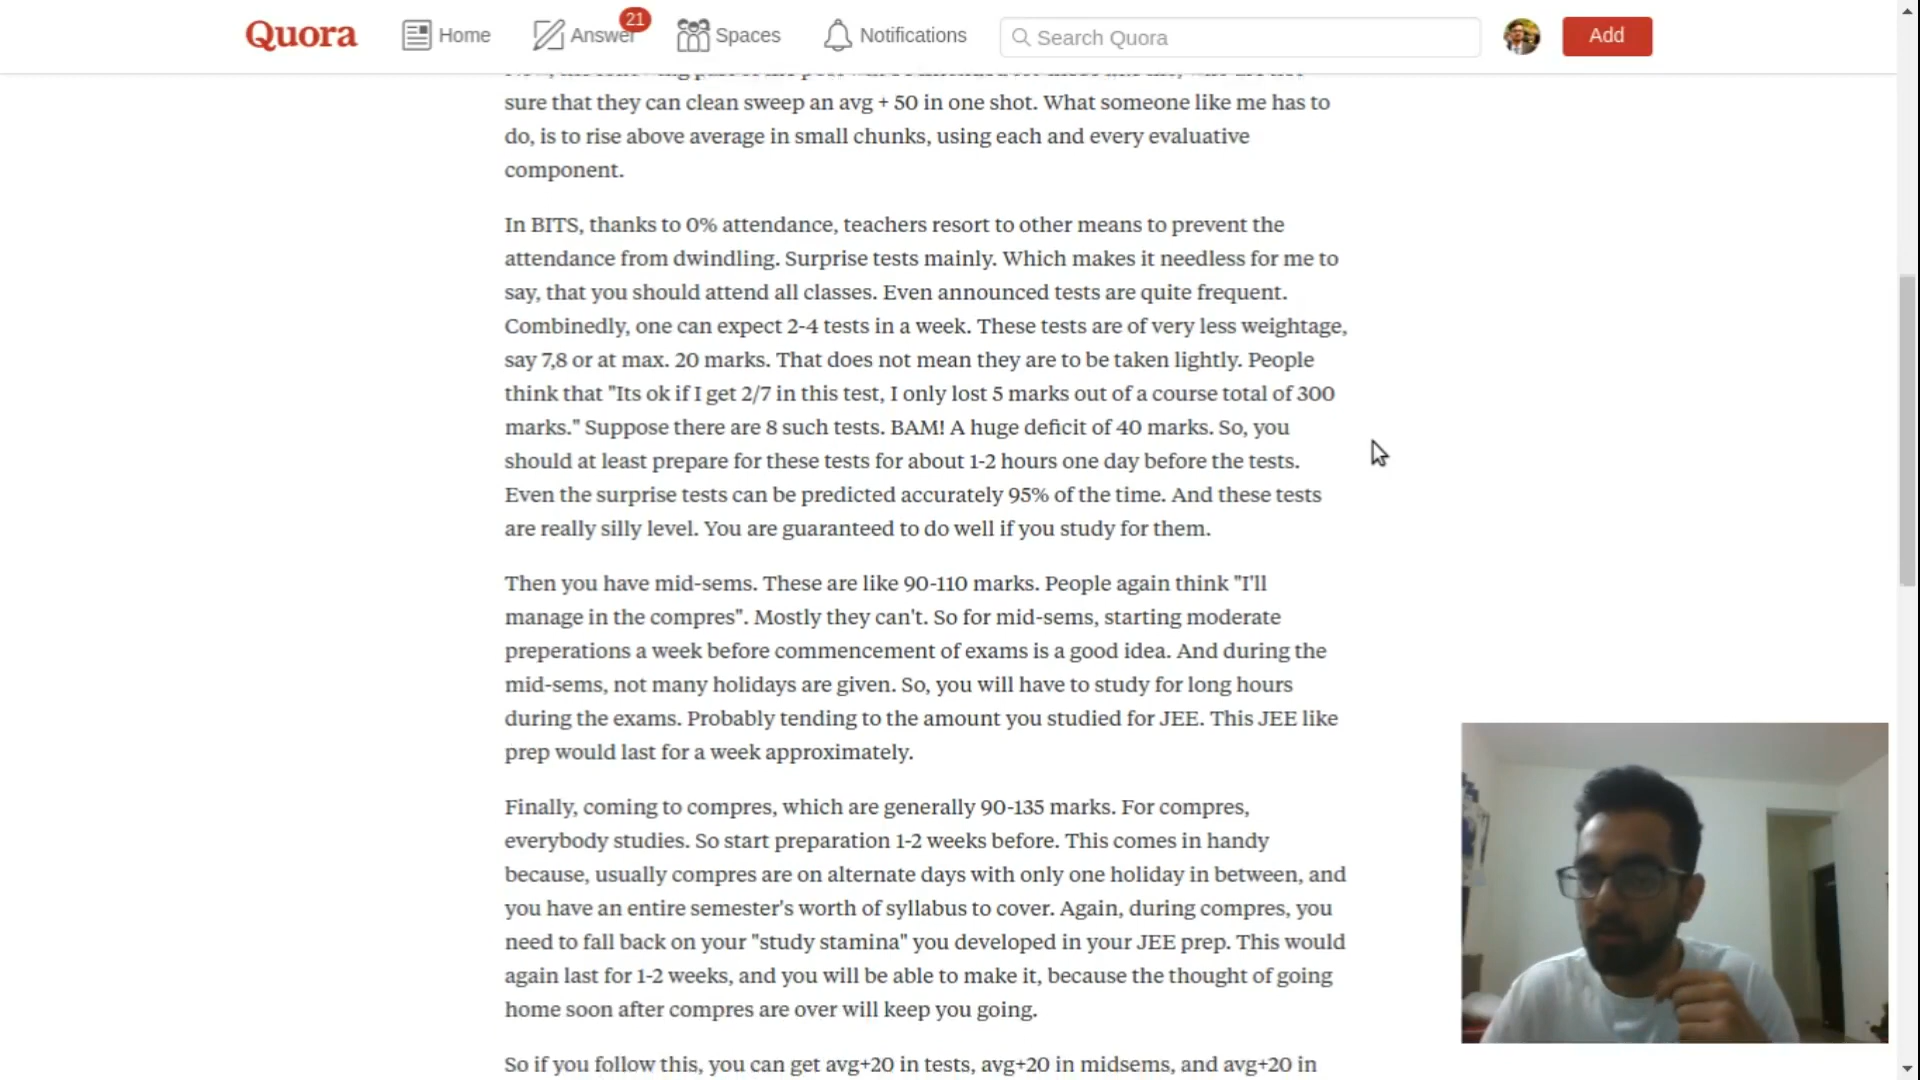 Quora
Home
Answer
21
Spaces
Notifications
Search Quora
Add
sure that they can clean sweep an avg + 50 in one shot. What someone like me has to
do, is to rise above average in small chunks, using each and every evaluative
component.
In BITS, thanks to 0% attendance, teachers resort to other means to prevent the
attendance from dwindling. Surprise tests mainly. Which makes it needless for me to
say, that you should attend all classes. Even announced tests are quite frequent.
Combinedly, one can expect 2-4 tests in a week. These tests are of very less weightage,
say 7,8 or at max. 20 marks. That does not mean they are to be taken lightly. People
think that "Its ok if I get 2/7 in this test, I only lost 5 marks out of a course total of 300
marks." Suppose there are 8 such tests. BAM! A huge deficit of 40 marks. So, you
should at least prepare for these tests for about 1-2 hours one day before the tests.
Even the surprise tests can be predicted accurately 95% of the time. And these tests
are really silly level. You are guaranteed to do well if you study for them.
Then you have mid-sems. These are like 90-110 marks. People again think "I'll
manage in the compres". Mostly they can't. So for mid-sems, starting moderate
preperations a week before commencement of exams is a good idea. And during the
mid-sems, not many holidays are given. So, you will have to study for long hours
during the exams. Probably tending to the amount you studied for JEE. This JEE like
prep would last for a week approximately.
Finally, coming to compres, which are generally 90-135 marks. For compres,
everybody studies. So start preparation 1-2 weeks before. This comes in handy
because, usually compres are on alternate days with only one holiday in between, and
you have an entire semester's worth of syllabus to cover. Again, during compres, you
need to fall back on your "study stamina" you developed in your JEE prep. This would
again last for 1-2 weeks, and you will be able to make it, because the thought of going
home soon after compres are over will keep you going.
So if you follow this, you can get avg+20 in tests, avg+20 in midsems, and avg+20 in